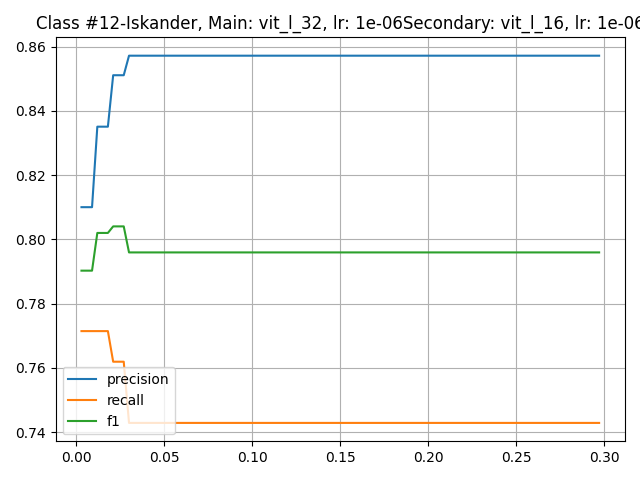 Class #12-Iskander, Main: vit_l_32, lr: 1e-06Secondary: vit_l_16, lr: 1e-06
0.86
0.84
0.82
0.80
0.78
0.76
0.74
precision
recall
f1
0.00 0.05 0.10 0.15 0.20 0.25 0.30